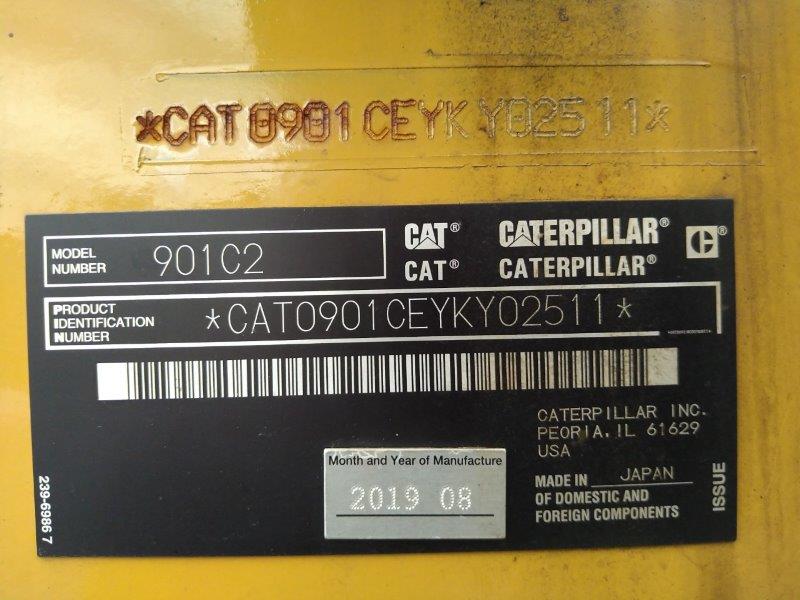 *CAT0901CEYKY02511*
MODEL NUMBER 901C2
CAT® CATERPILLAR® C®
CAT® CATERPILLAR®
PRODUCT IDENTIFICATION NUMBER *CAT0901CEYKY02511*
CATERPILLAR INC.
PEORIA, IL 61629
USA
Month and Year of Manufacture
2019 08
MADE IN JAPAN
OF DOMESTIC AND
FOREIGN COMPONENTS
ISSUE
239-6986 7